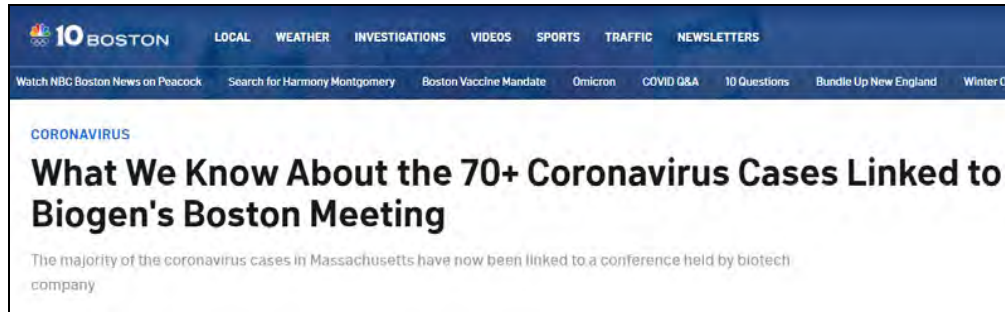 10 BOSTON LOCAL WEATHER INVESTIGATIONS VIDEOS SPORTS TRAFFIC NEWSLETTERS
Watch NBC Boston News on Peacock Search for Harmony Montgomery Boston Vaccine Mandate Omicron COVID Q&A 10 Questions Bundle Up New England Winter
CORONAVIRUS
What We Know About the 70+ Coronavirus Cases Linked to
Biogen's Boston Meeting
The majority of the coronavirus cases in Massachusetts have now been linked to a conference held by biotech
company